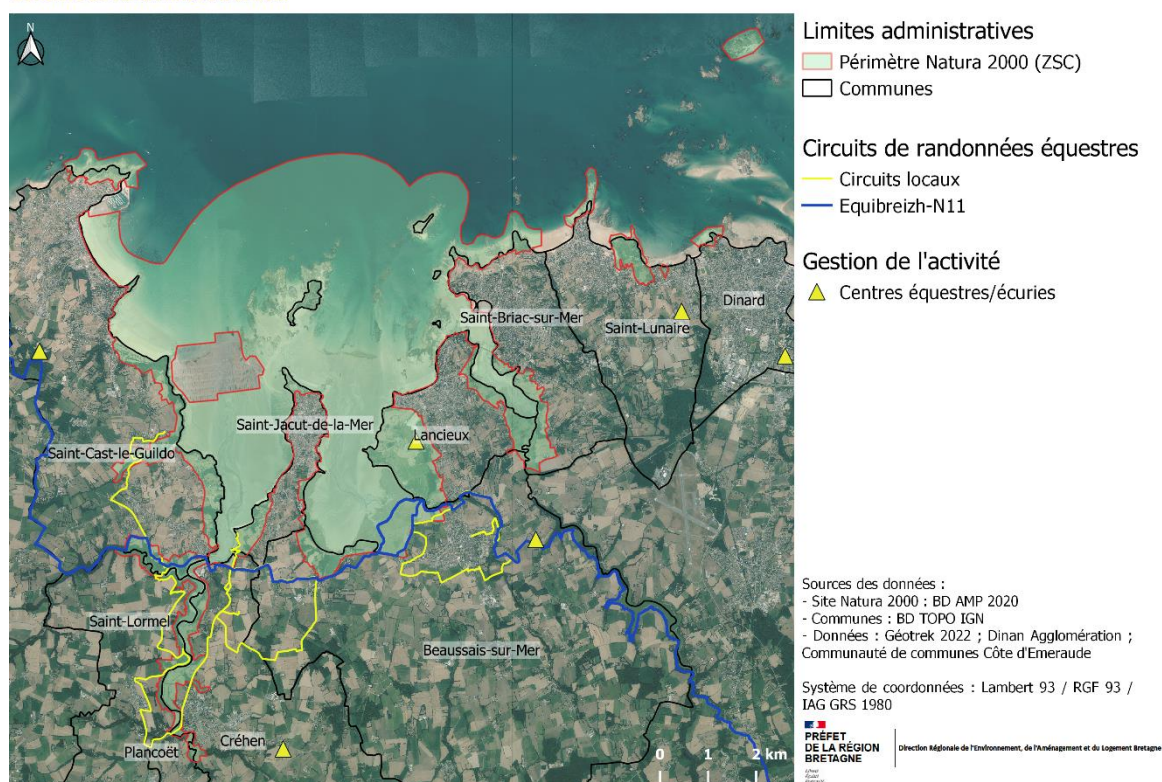 N
Limites administratives
Périmètre Natura 2000 (ZSC)
Communes
Circuits de randonnées équestres
Circuits locaux
Equibreizh-N11
Gestion de l'activité
Centres équestres/écuries
Dinard
Saint-Briac-sur-Mer
Saint-Lunaire
Saint-Jacut-de-la-Mer
Lancieux
Saint-Cast-le-Guildo
Saint-Lormel
Beaussais-sur-Mer
Créhen
Plancoët
0 1 2 km
Sources des données :
- Site Natura 2000 : BD AMP 2020
- Communes : BD TOPO IGN
- Données : Géotrek 2022 ; Dinan Agglomération ;
Communauté de communes Côte d'Emeraude
Système de coordonnées : Lambert 93 / RGF 93 /
IAG GRS 1980
PRÉFET
DE LA RÉGION
BRETAGNE
Direction Régionale de l'Environnement, de l'Aménagement et du Logement Bretagne